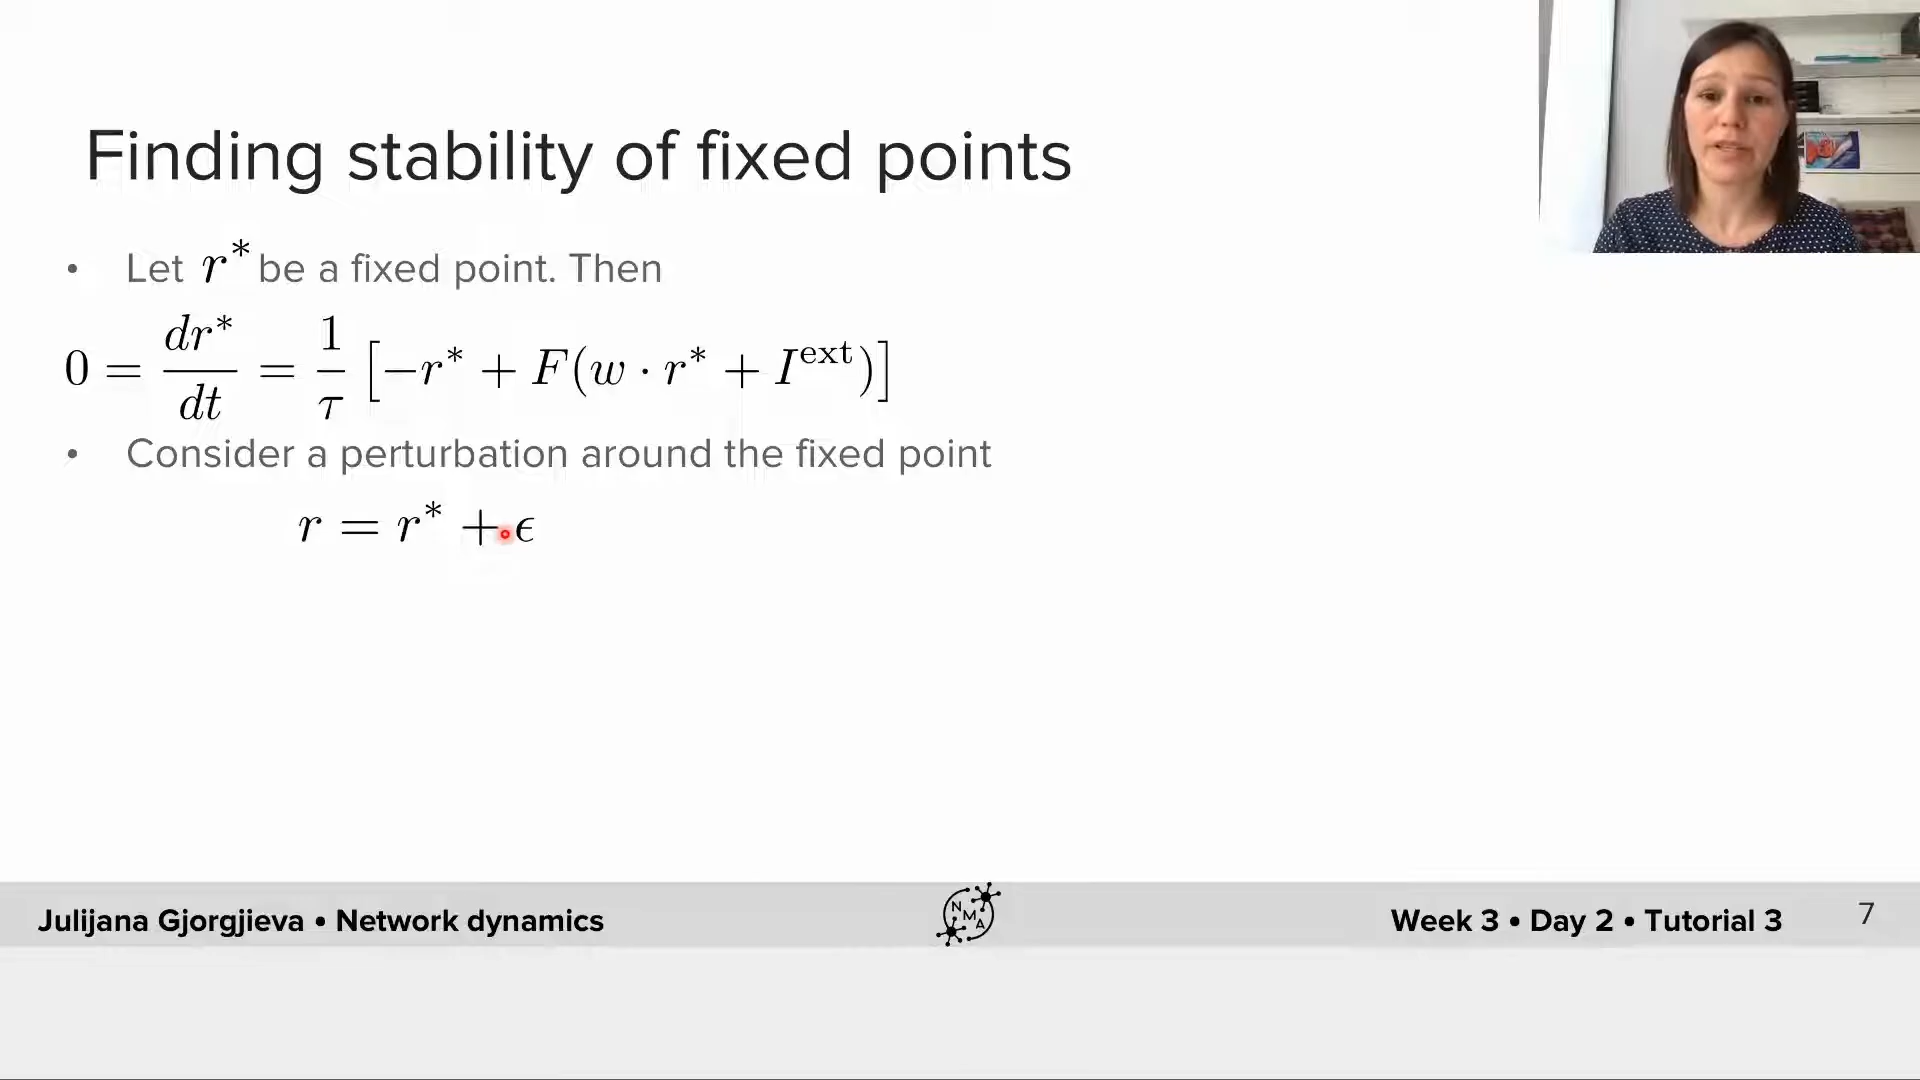 Finding stability of fixed points
• Let r* be a fixed point. Then
0 = dr*/dt = 1/τ [−r* + F(w · r* + I^ext)]
• Consider a perturbation around the fixed point
r = r* + ϵ
Julijana Gjorgjieva • Network dynamics
NMA
Week 3 • Day 2 • Tutorial 3
7